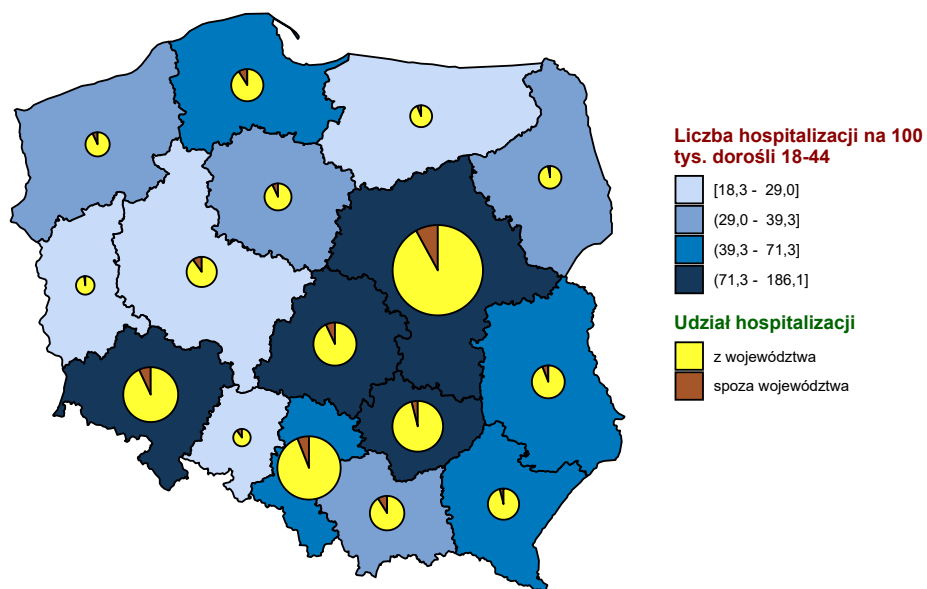 Liczba hospitalizacji na 100
tys. dorośli 18-44
[18,3 - 29,0]
(29,0 - 39,3]
(39,3 - 71,3]
(71,3 - 186,1]
Udział hospitalizacji
z województwa
spoza województwa